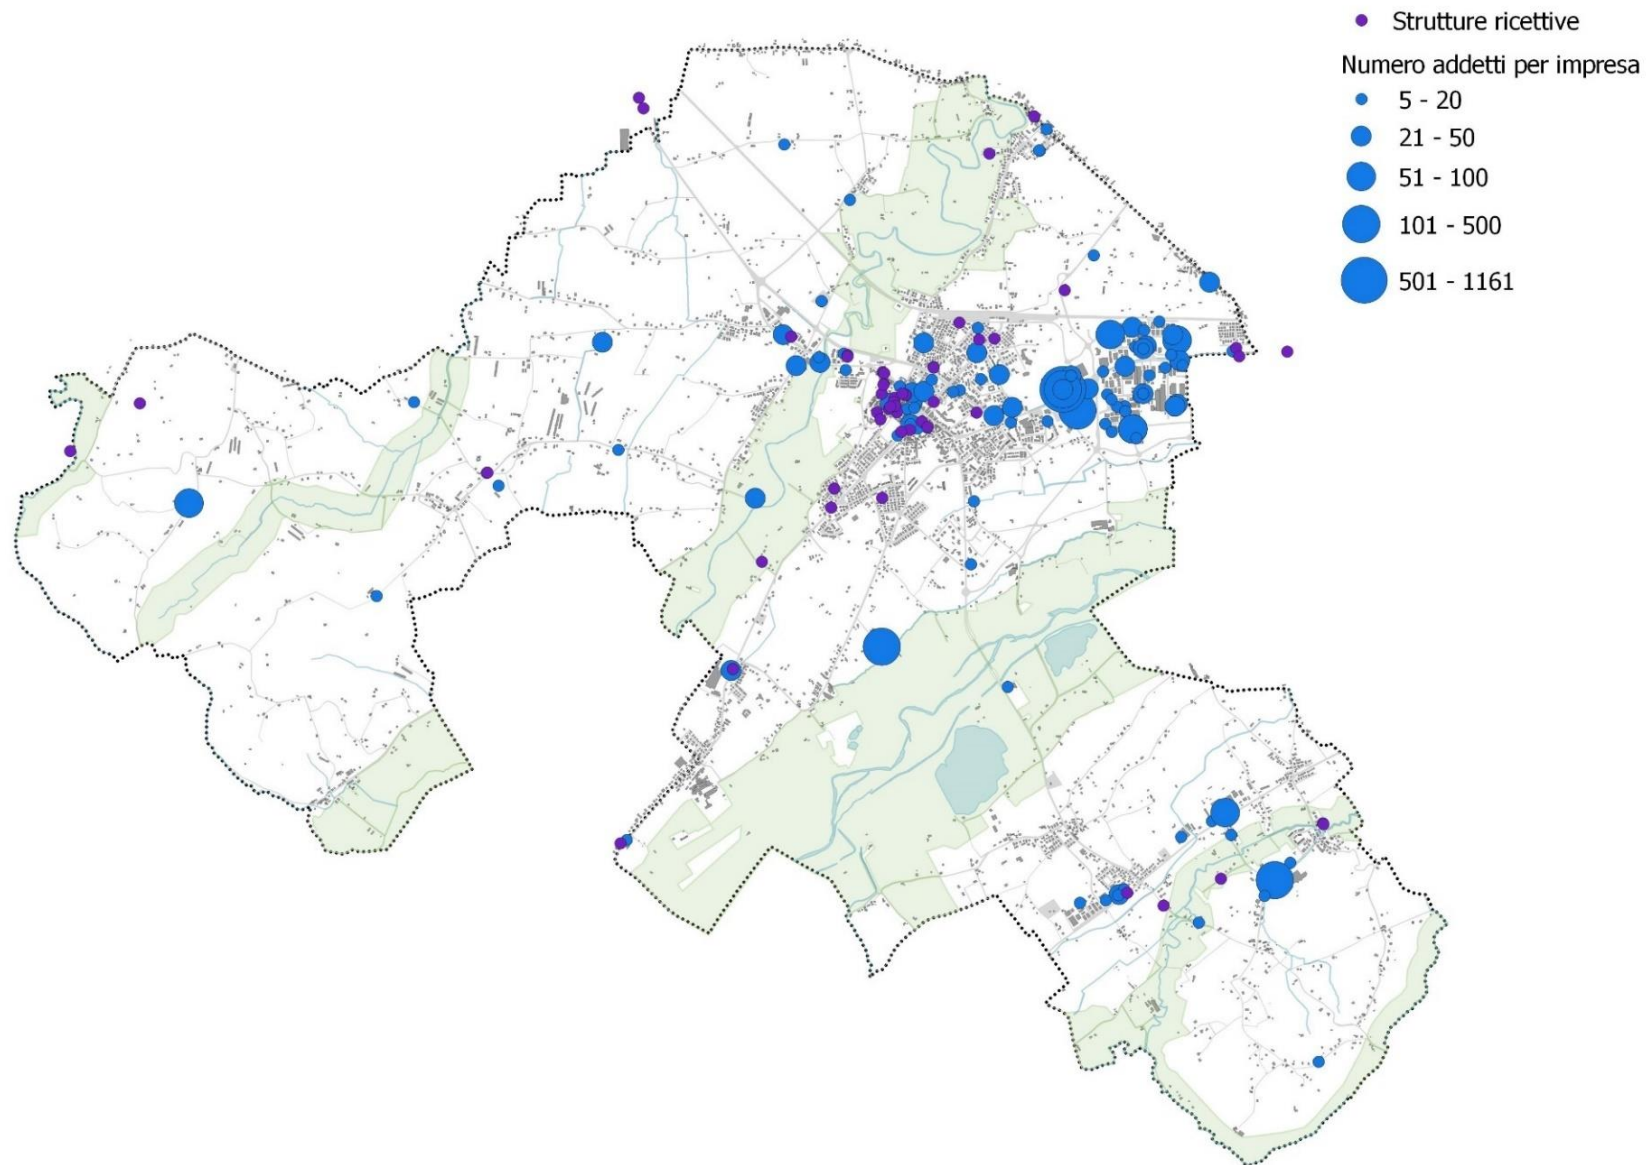 Strutture ricettive
Numero addetti per impresa
5 - 20
21 - 50
51 - 100
101 - 500
501 - 1161